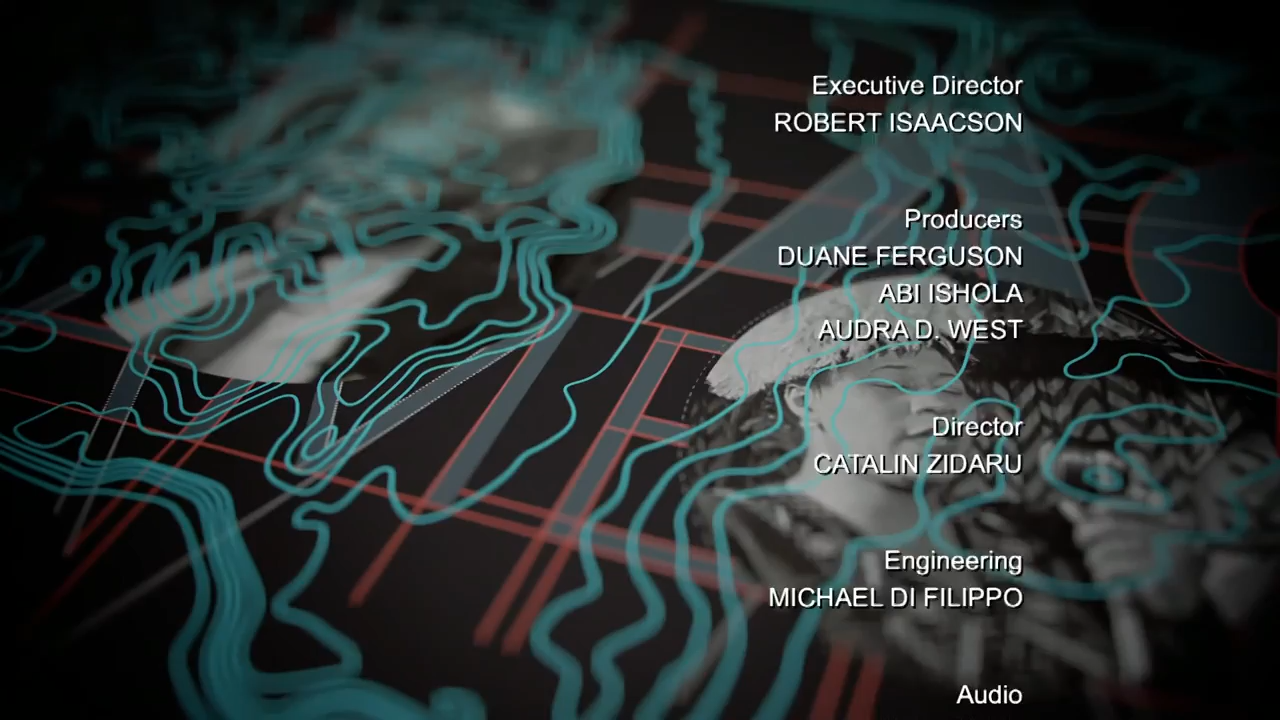 Executive Director
ROBERT ISAACSON
Producers
DUANE FERGUSON
ABI ISHOLA
AUDRA D. WEST
Director
CATALIN ZIDARU
Engineering
MICHAEL DI FILIPPO
Audio